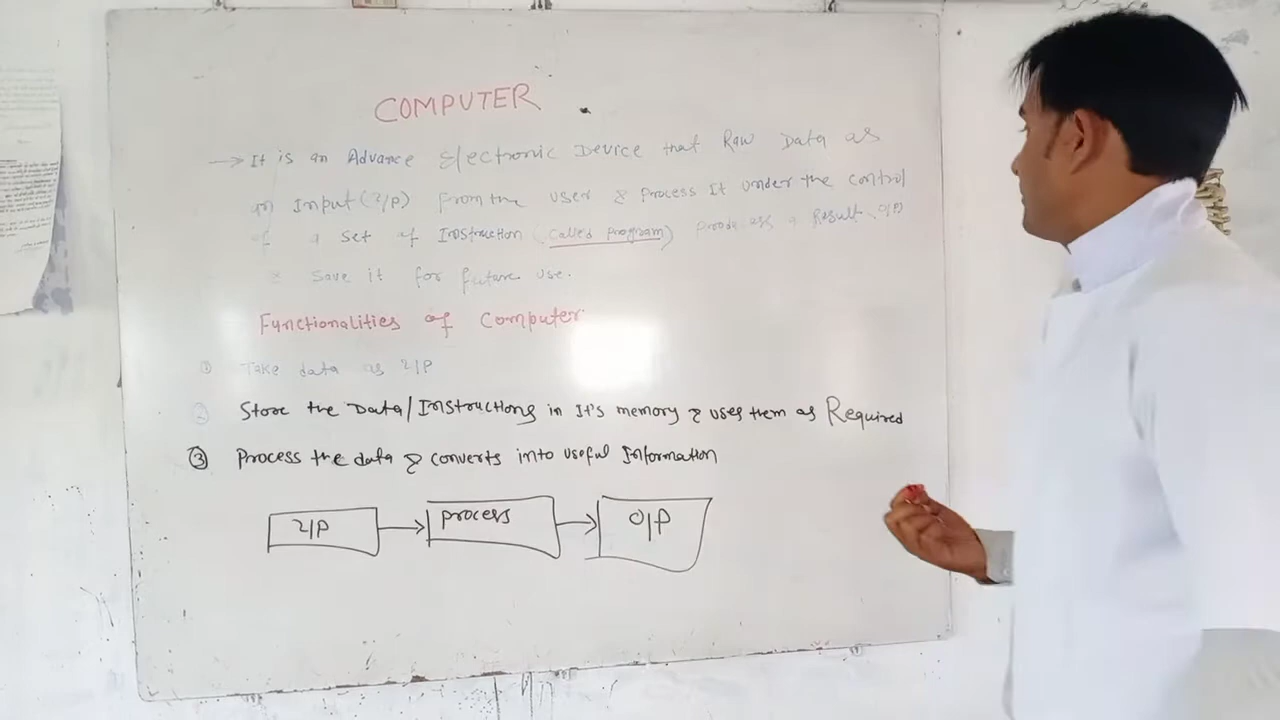 COMPUTER
→ It is an Advance Electronic Device that Raw Data as
an Input (I/P) From the user & Process It under the control
of a set of Instruction (called Program) a Result O/P
& Save it for future use.
Functionalities of Computer
① Take data as I/P
② Store the Data/Instructions in It's memory & uses them as Required
③ Process the data & converts into useful Information
I/P → process → O/P